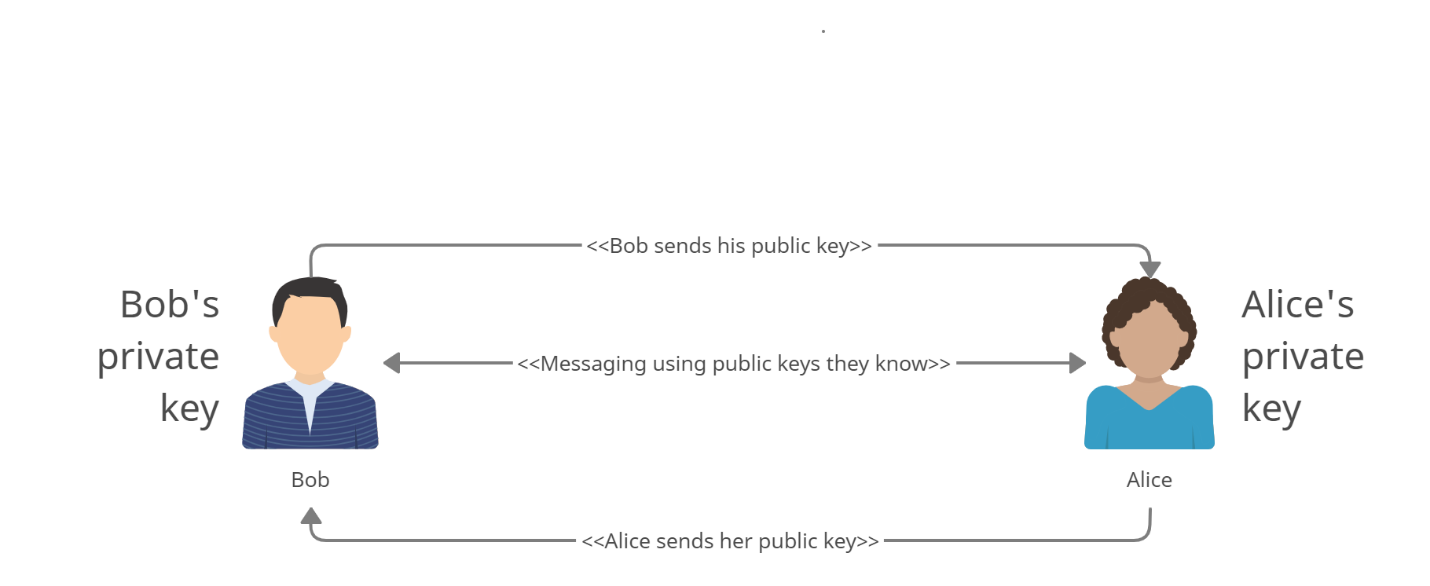 <<Bob sends his public key>>
Bob's
private
key
<<Messaging using public keys they know>>
Alice's
private
key
Bob
Alice
<<Alice sends her public key>>